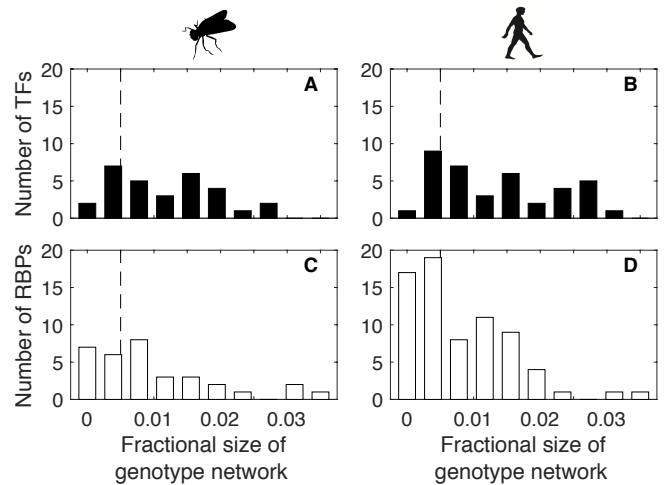 A
B
20
15
10
5
0
Number of TFs
20
15
10
5
0
C
D
20
15
10
5
0
Number of RBPs
20
15
10
5
0
0 0.01 0.02 0.03
0 0.01 0.02 0.03
Fractional size of
genotype network
Fractional size of
genotype network